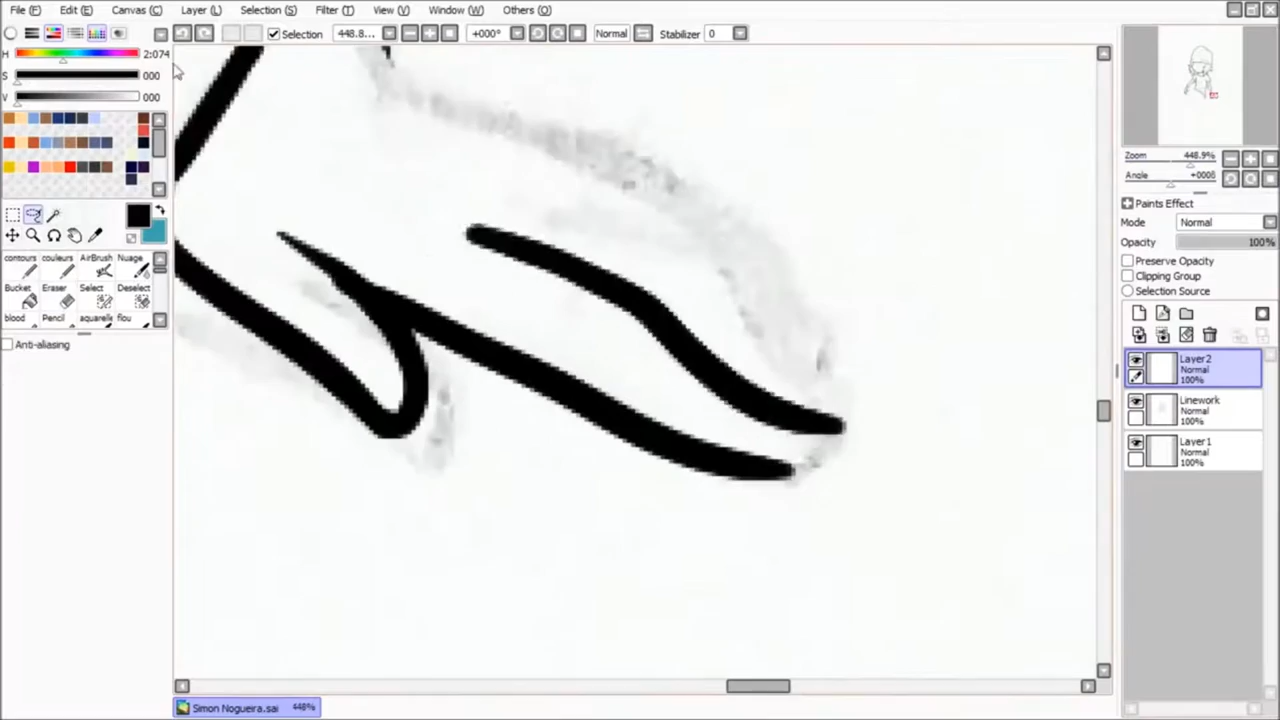 File (F) Edit (E) Canvas (C) Layer (L) Selection (S) Filter (T) View (V) Window (W) Others (O)
Selection 448.8... +000° Normal Stabilizer 0
H 2:074
S 000
V 000
Zoom 448.9%
Angle +000ß
Paints Effect
Mode Normal
Opacity 100%
Preserve Opacity
Clipping Group
Selection Source
contours couleurs AirBrush Nuage
Bucket Eraser Select Deselect
blood Pencil aquarelle flou
Anti-aliasing
Layer2
Normal
100%
Linework
Normal
100%
Layer1
Normal
100%
Simon Nogueira.sai 448%